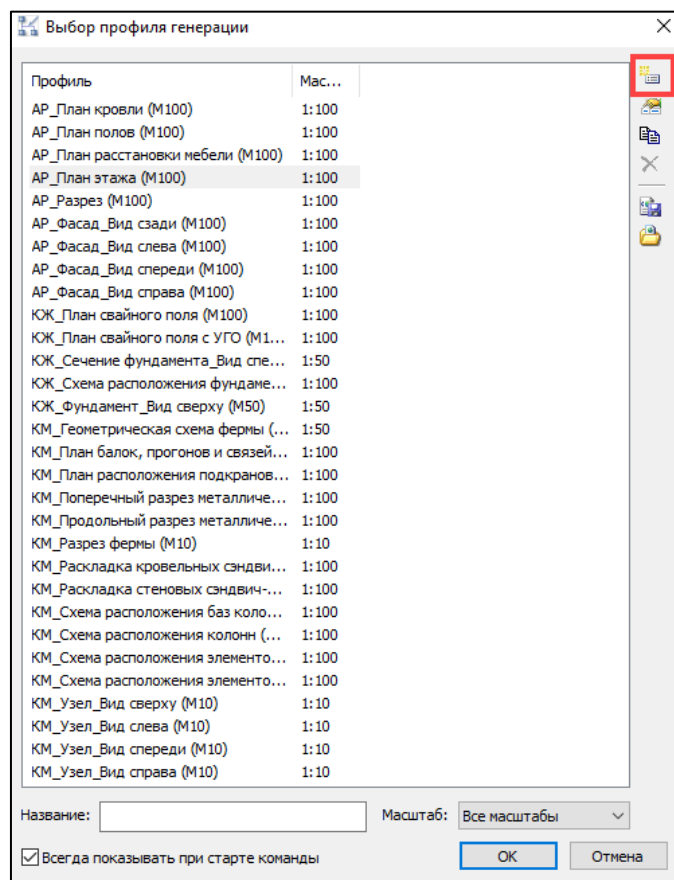 Выбор профиля генерации
Профиль Мас...
АР_План кровли (М100) 1:100
АР_План полов (М100) 1:100
АР_План расстановки мебели (М100) 1:100
АР_План этажа (М100) 1:100
АР_Разрез (М100) 1:100
АР_Фасад_Вид сзади (М100) 1:100
АР_Фасад_Вид слева (М100) 1:100
АР_Фасад_Вид спереди (М100) 1:100
АР_Фасад_Вид справа (М100) 1:100
КЖ_План свайного поля (М100) 1:100
КЖ_План свайного поля с УГО (М1... 1:100
КЖ_Сечение фундамента_Вид спе... 1:50
КЖ_Схема расположения фундаме... 1:100
КЖ_Фундамент_Вид сверху (М50) 1:50
КМ_Геометрическая схема фермы (... 1:50
КМ_План балок, прогонов и связей... 1:100
КМ_План расположения подкранов... 1:100
КМ_Поперечный разрез металличе... 1:100
КМ_Продольный разрез металличе... 1:100
КМ_Разрез фермы (М10) 1:10
КМ_Раскладка кровельных сэндви... 1:100
КМ_Раскладка стеновых сэндвич-... 1:100
КМ_Схема расположения баз коло... 1:100
КМ_Схема расположения колонн (... 1:100
КМ_Схема расположения элементо... 1:100
КМ_Схема расположения элементо... 1:100
КМ_Узел_Вид сверху (М10) 1:10
КМ_Узел_Вид слева (М10) 1:10
КМ_Узел_Вид спереди (М10) 1:10
КМ_Узел_Вид справа (М10) 1:10
Название: Масштаб: Все масштабы
Всегда показывать при старте команды ОК Отмена